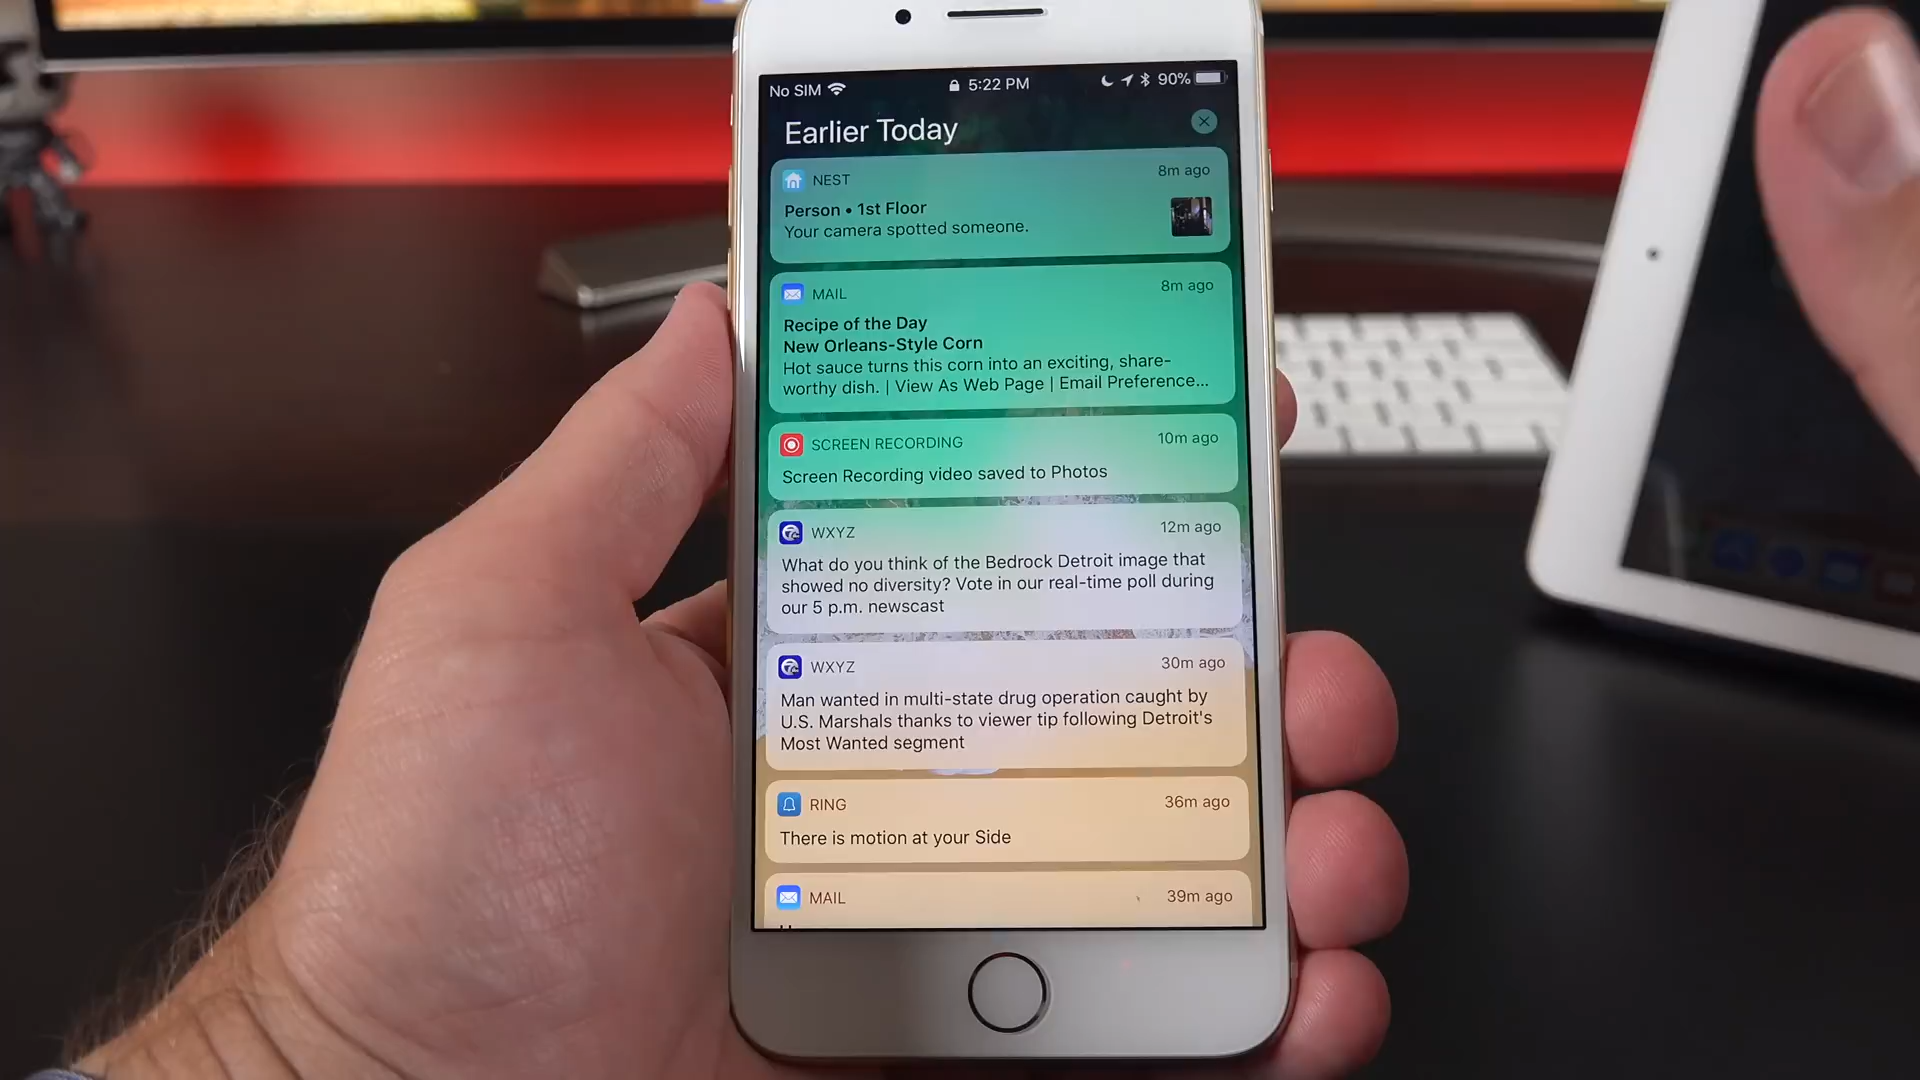 No SIM 5:22 PM 90%
Earlier Today
NEST 8m ago
Person • 1st Floor
Your camera spotted someone.
MAIL 8m ago
Recipe of the Day
New Orleans-Style Corn
Hot sauce turns this corn into an exciting, share-
worthy dish. | View As Web Page | Email Preference...
SCREEN RECORDING 10m ago
Screen Recording video saved to Photos
WXYZ 12m ago
What do you think of the Bedrock Detroit image that
showed no diversity? Vote in our real-time poll during
our 5 p.m. newscast
WXYZ 30m ago
Man wanted in multi-state drug operation caught by
U.S. Marshals thanks to viewer tip following Detroit's
Most Wanted segment
RING 36m ago
There is motion at your Side
MAIL 39m ago